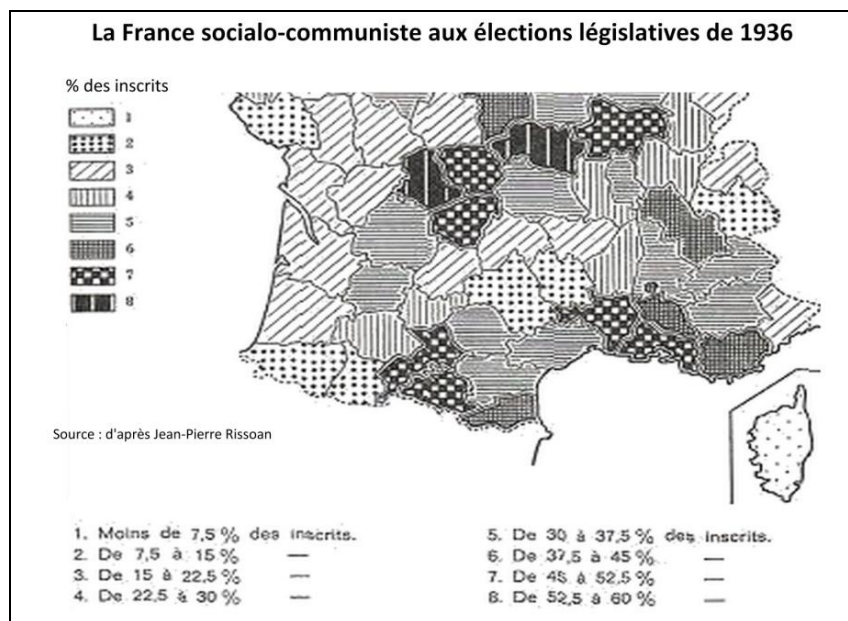 La France socialo-communiste aux élections législatives de 1936
% des inscrits
1
2
3
4
5
6
7
8
Source : d'après Jean-Pierre Rissoan
1. Moins de 7,5 % des inscrits.
2. De 7,5 à 15 % —
3. De 15 à 22,5 % —
4. De 22,5 à 30 % —
5. De 30 à 37,5 % des inscrits.
6. De 37,5 à 45 % —
7. De 45 à 52,5 % —
8. De 52,5 à 60 % —